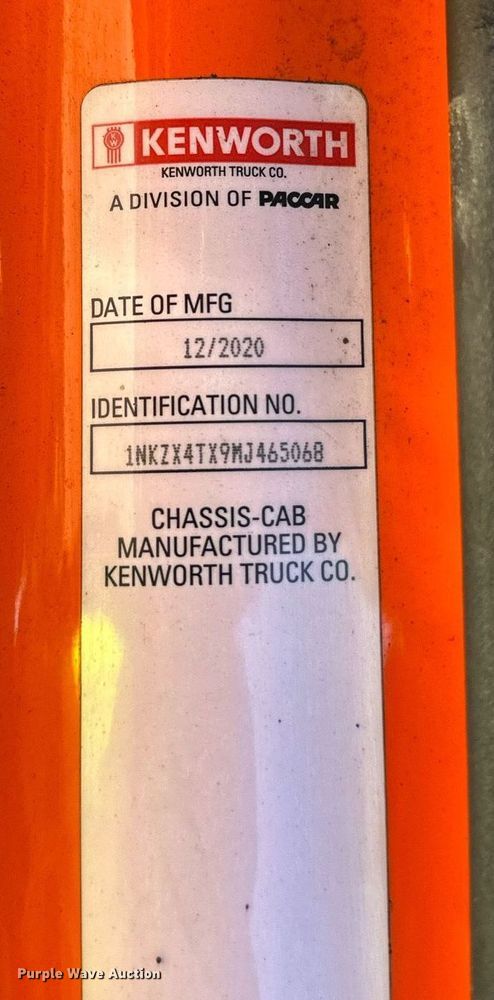 KW
KENWORTH
KENWORTH TRUCK CO.
A DIVISION OF PACCAR
DATE OF MFG
12/2020
IDENTIFICATION NO.
1NKZX4TX9MJ465068
CHASSIS-CAB
MANUFACTURED BY
KENWORTH TRUCK CO.
Purple Wave Auction